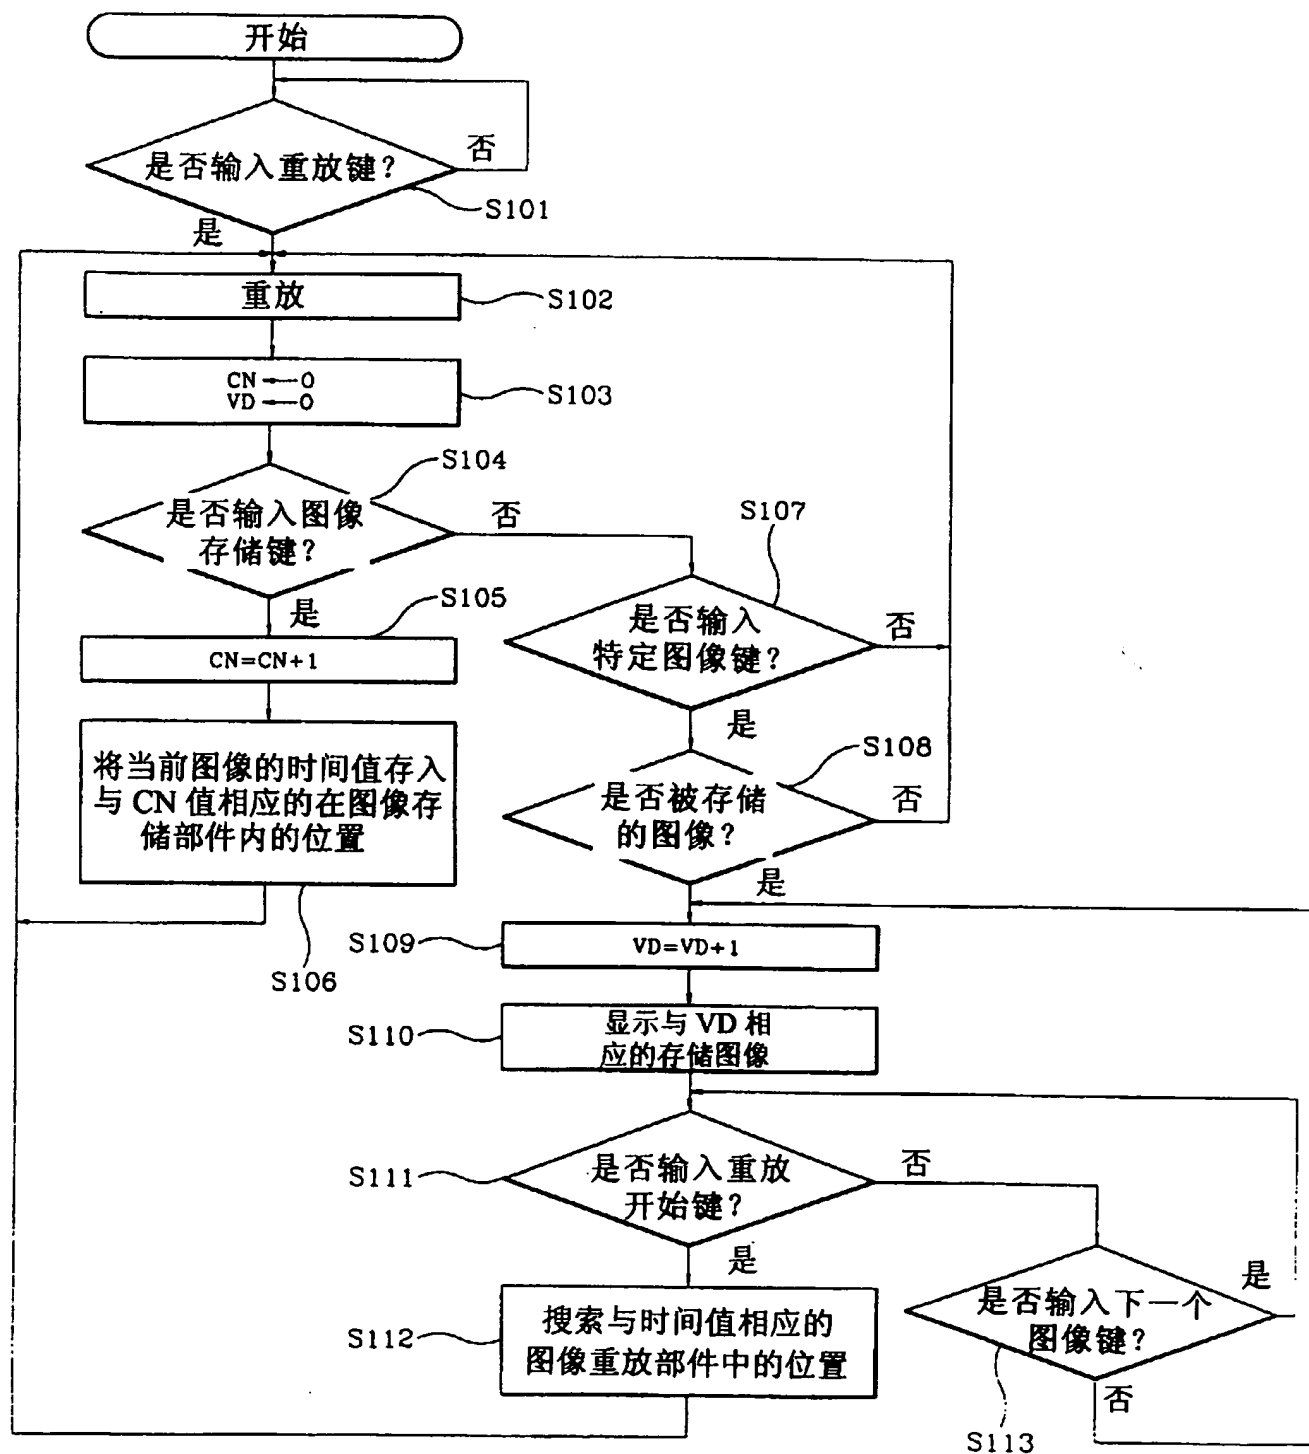 开始
是否输入重放键?
否
S101
是
重放
S102
CN ← 0
VD ← 0
S103
S104
是否输入图像
存储键?
否
S107
是
S105
CN=CN+1
是否输入
特定图像键?
否
是
将当前图像的时间值存入
与 CN 值相应的在图像存
储部件内的位置
S106
S108
是否被存储
的图像?
否
是
S109
VD=VD+1
S110
显示与 VD 相
应的存储图像
S111
是否输入重放
开始键?
否
是
S112
搜索与时间值相应的
图像重放部件中的位置
是否输入下一个
图像键?
是
否
S113